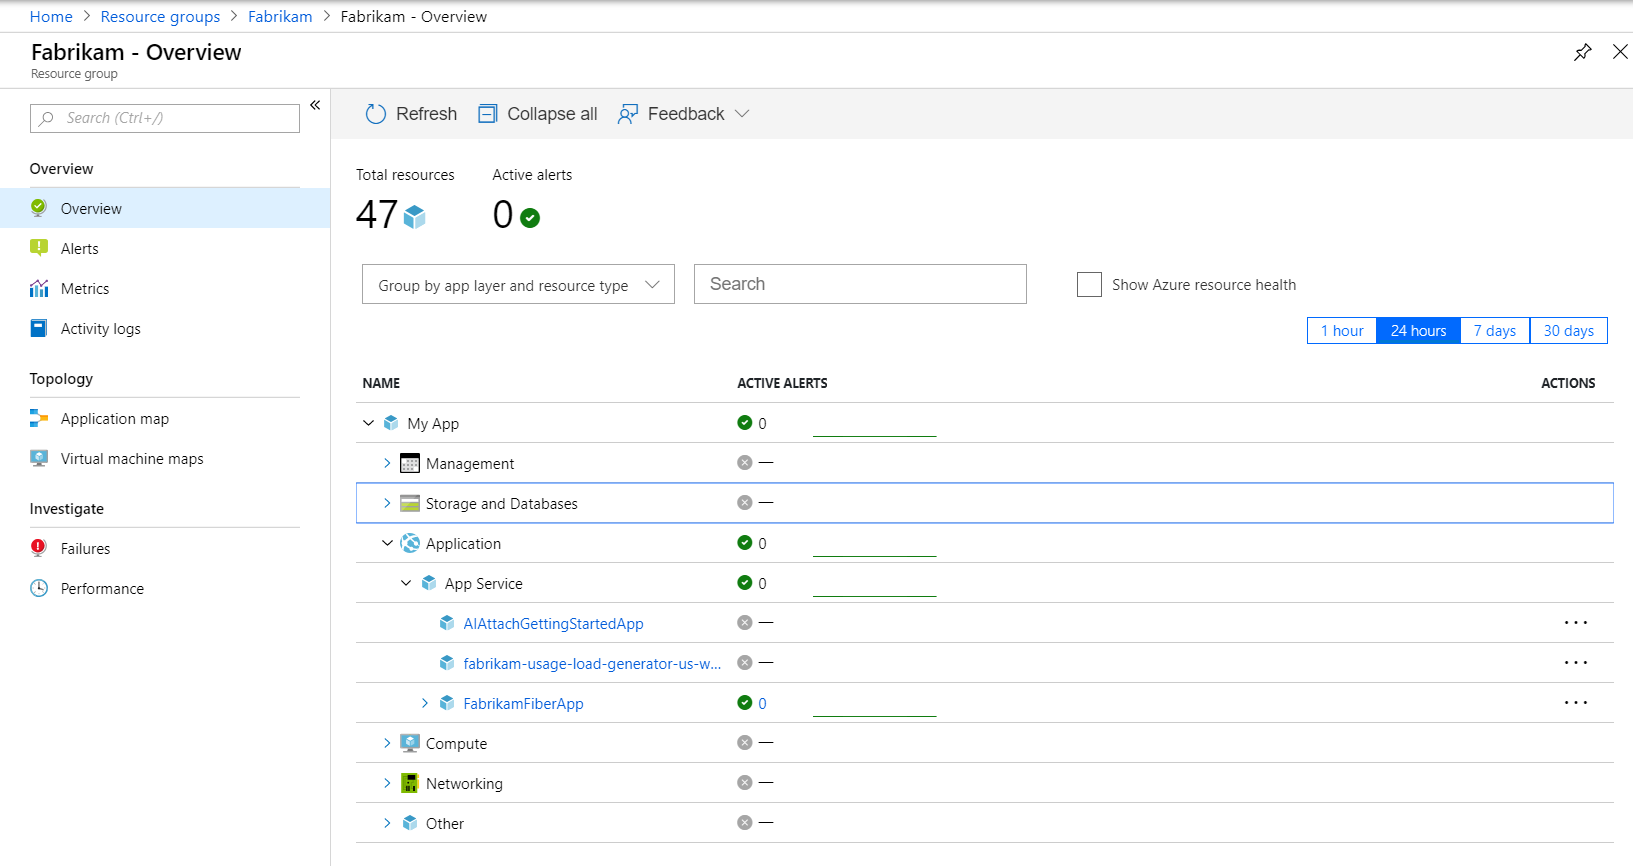 Home > Resource groups > Fabrikam > Fabrikam - Overview
Fabrikam - Overview
Resource group
Search (Ctrl+/)
«
Overview
Overview
Alerts
Metrics
Activity logs
Topology
Application map
Virtual machine maps
Investigate
Failures
Performance
Refresh Collapse all Feedback
Total resources Active alerts
47 0
Group by app layer and resource type Search Show Azure resource health
1 hour 24 hours 7 days 30 days
NAME ACTIVE ALERTS ACTIONS
My App 0
Management —
Storage and Databases —
Application 0
App Service 0
AIAttachGettingStartedApp — ...
fabrikam-usage-load-generator-us-w... — ...
FabrikamFiberApp 0 ...
Compute —
Networking —
Other —